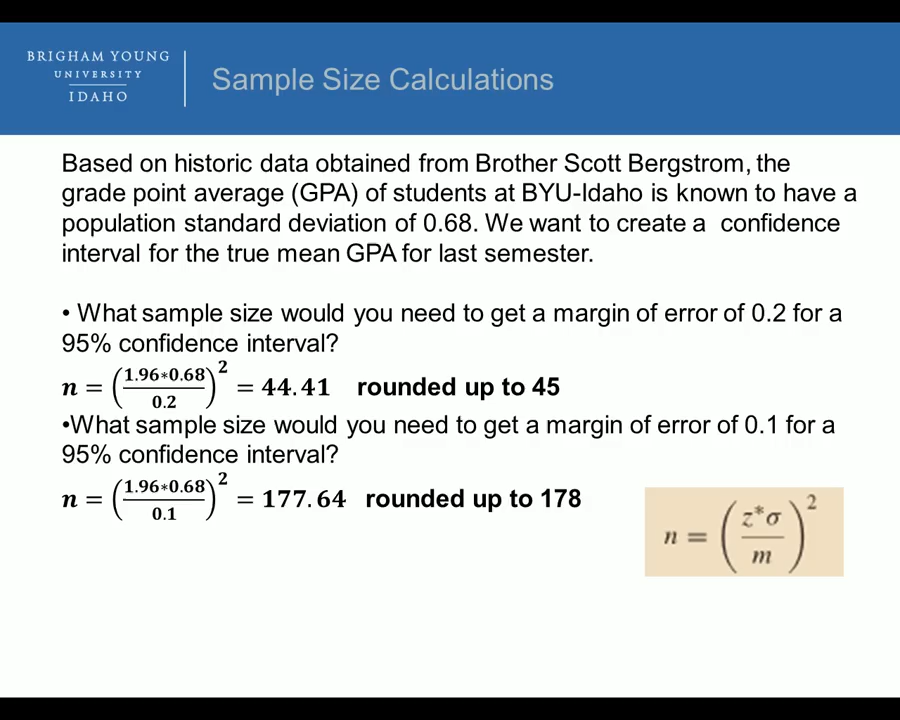 BRIGHAM YOUNG
UNIVERSITY
IDAHO
Sample Size Calculations
Based on historic data obtained from Brother Scott Bergstrom, the
grade point average (GPA) of students at BYU-Idaho is known to have a
population standard deviation of 0.68. We want to create a confidence
interval for the true mean GPA for last semester.
• What sample size would you need to get a margin of error of 0.2 for a
95% confidence interval?
n = (1.96*0.68/0.2)² = 44.41 rounded up to 45
•What sample size would you need to get a margin of error of 0.1 for a
95% confidence interval?
n = (1.96*0.68/0.1)² = 177.64 rounded up to 178
n = (z*σ/m)²